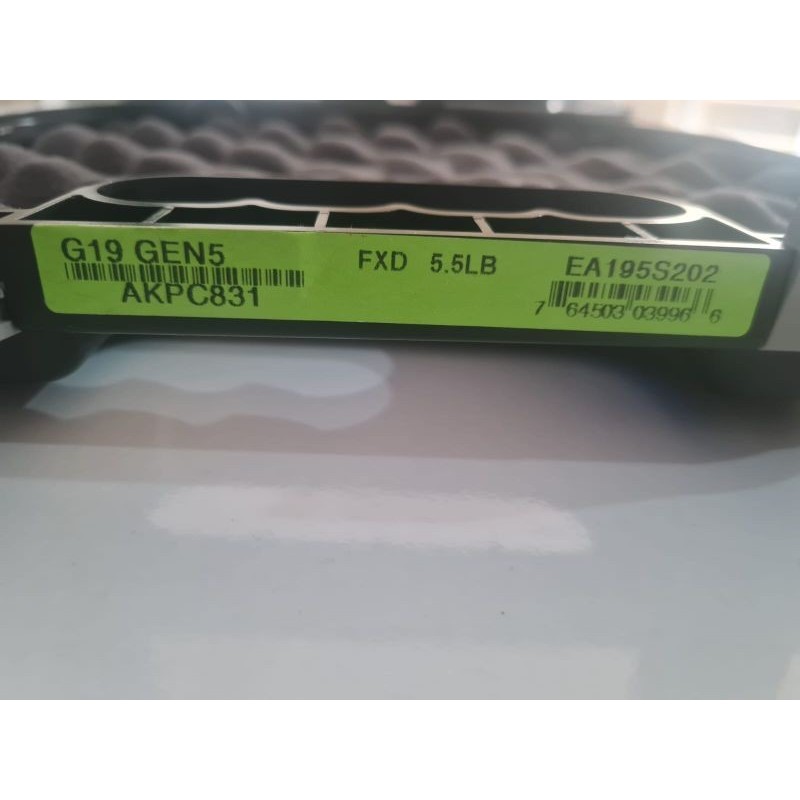 G19 GEN5 FXD 5.5LB EA195S202
AKPC831 7 64503 03996 6